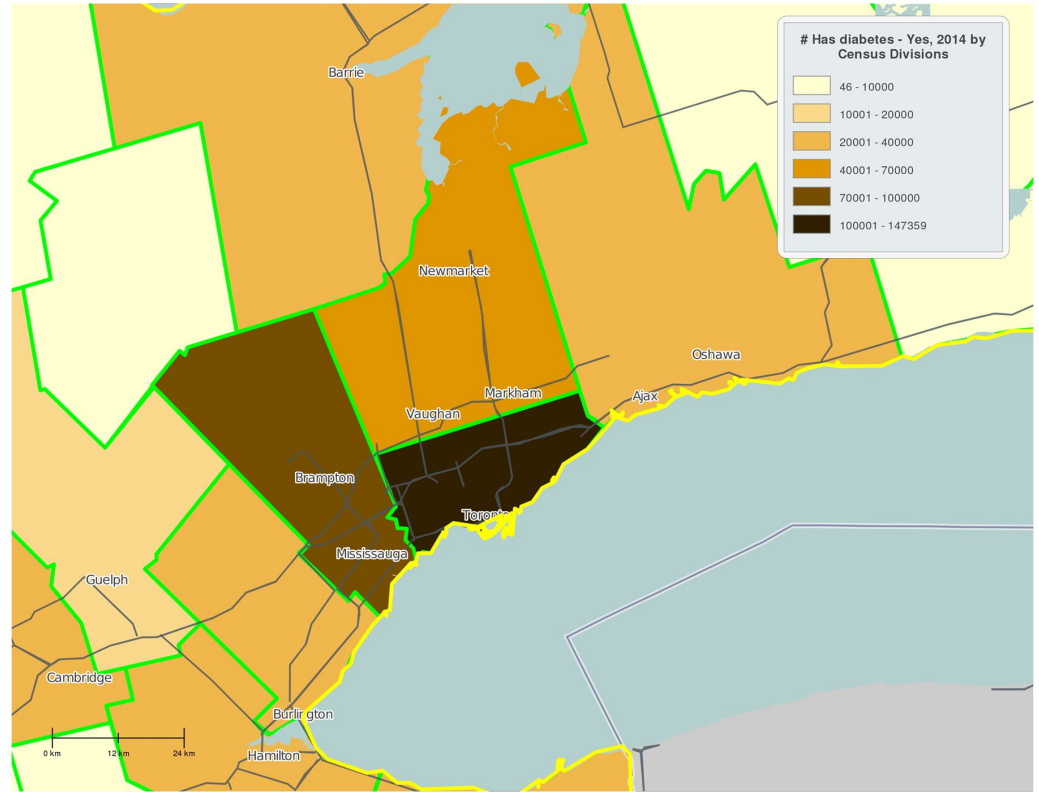 # Has diabetes - Yes, 2014 by
Census Divisions
46 - 10000
10001 - 20000
20001 - 40000
40001 - 70000
70001 - 100000
100001 - 147359
Barrie
Newmarket
Oshawa
Markham
Ajax
Vaughan
Brampton
Toronto
Mississauga
Guelph
Cambridge
Burlington
Hamilton
0 km 12 km 24 km